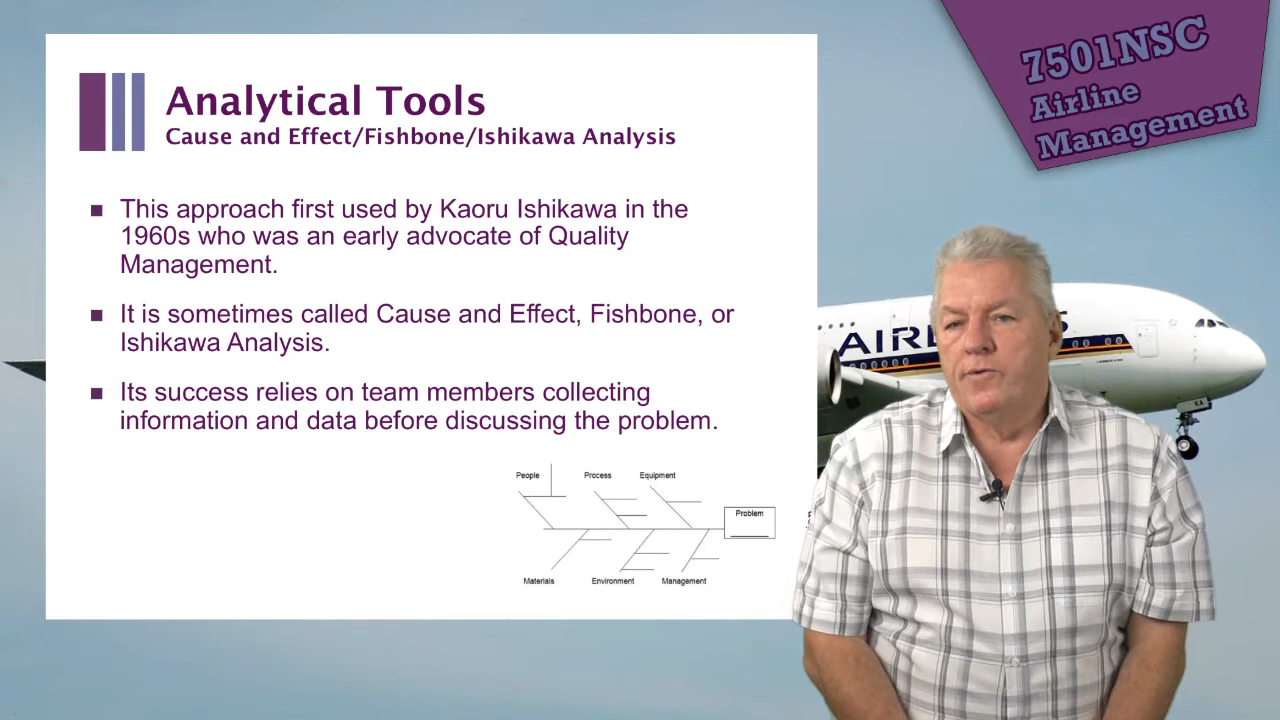 7501NSC
Airline
Management
Analytical Tools
Cause and Effect/Fishbone/Ishikawa Analysis
This approach first used by Kaoru Ishikawa in the
1960s who was an early advocate of Quality
Management.
It is sometimes called Cause and Effect, Fishbone, or
Ishikawa Analysis.
Its success relies on team members collecting
information and data before discussing the problem.
People Process Equipment
Problem
Materials Environment Management
KA